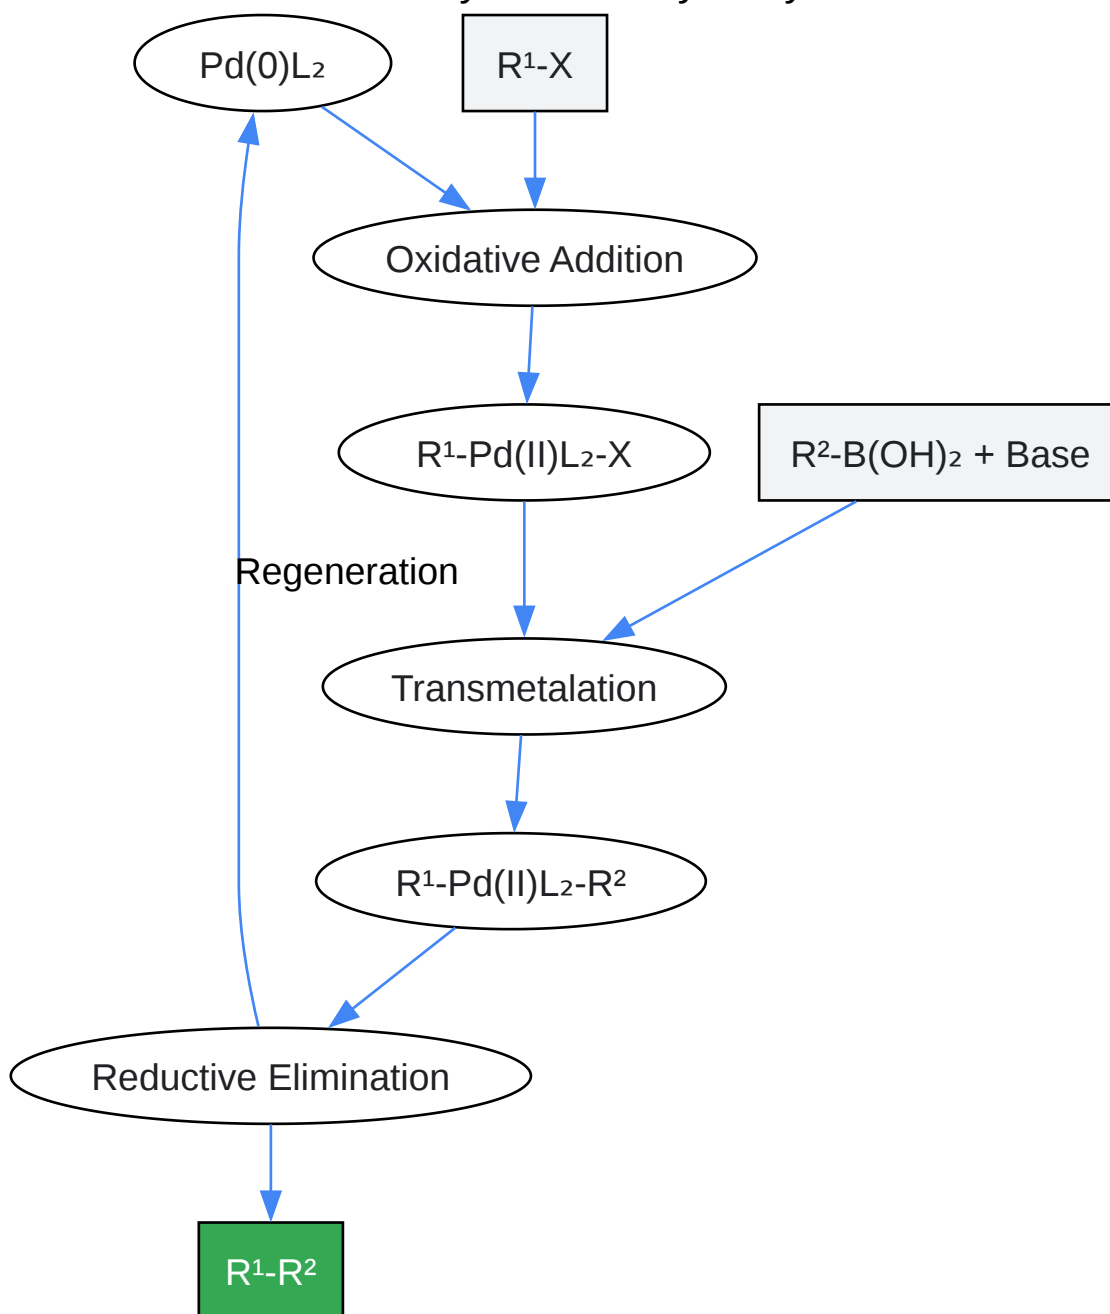 Pd(0)L₂
R¹-X
Oxidative Addition
R¹-Pd(II)L₂-X
R²-B(OH)₂ + Base
Regeneration
Transmetalation
R¹-Pd(II)L₂-R²
Reductive Elimination
R¹-R²